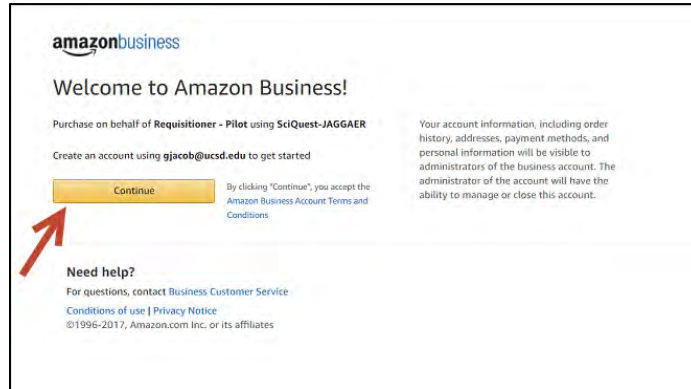 amazonbusiness
Welcome to Amazon Business!
Purchase on behalf of Requisitioner - Pilot using SciQuest-JAGGAER
Create an account using gjacob@ucsd.edu to get started
Continue
By clicking "Continue", you accept the
Amazon Business Account Terms and
Conditions
Your account information, including order
history, addresses, payment methods, and
personal information will be visible to
administrators of the business account. The
administrator of the account will have the
ability to manage or close this account.
Need help?
For questions, contact Business Customer Service
Conditions of use | Privacy Notice
©1996-2017, Amazon.com Inc. or its affiliates